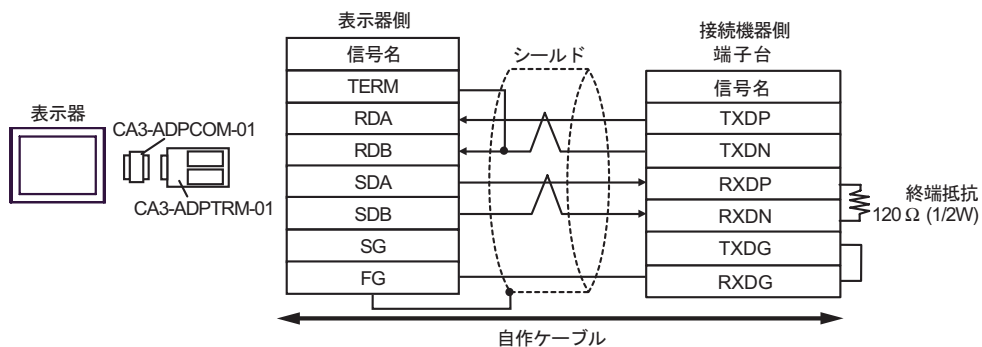 表示器
CA3-ADPCOM-01
CA3-ADPTRM-01
表示器側
信号名
TERM
RDA
RDB
SDA
SDB
SG
FG
シールド
接続機器側
端子台
信号名
TXDP
TXDN
RXDP
RXDN
TXDG
RXDG
終端抵抗
120 Ω (1/2W)
自作ケーブル